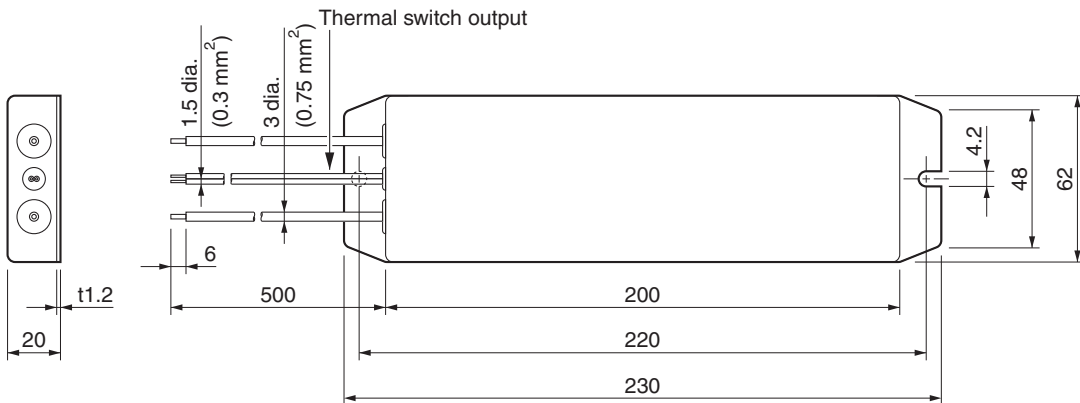 Thermal switch output
1.5 dia.
(0.3 mm²)
3 dia.
(0.75 mm²)
4.2
48
62
6
t1.2
500
200
20
220
230